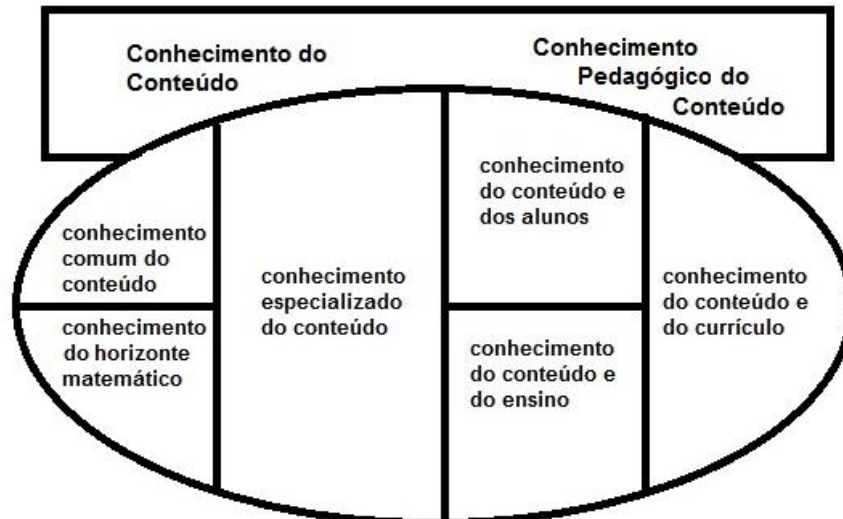 Conhecimento do
Conteúdo
Conhecimento
Pedagógico do
Conteúdo
conhecimento
comum do
conteúdo
conhecimento
do horizonte
matemático
conhecimento
especializado
do conteúdo
conhecimento
do conteúdo e
dos alunos
conhecimento
do conteúdo e
do ensino
conhecimento
do conteúdo e
do currículo